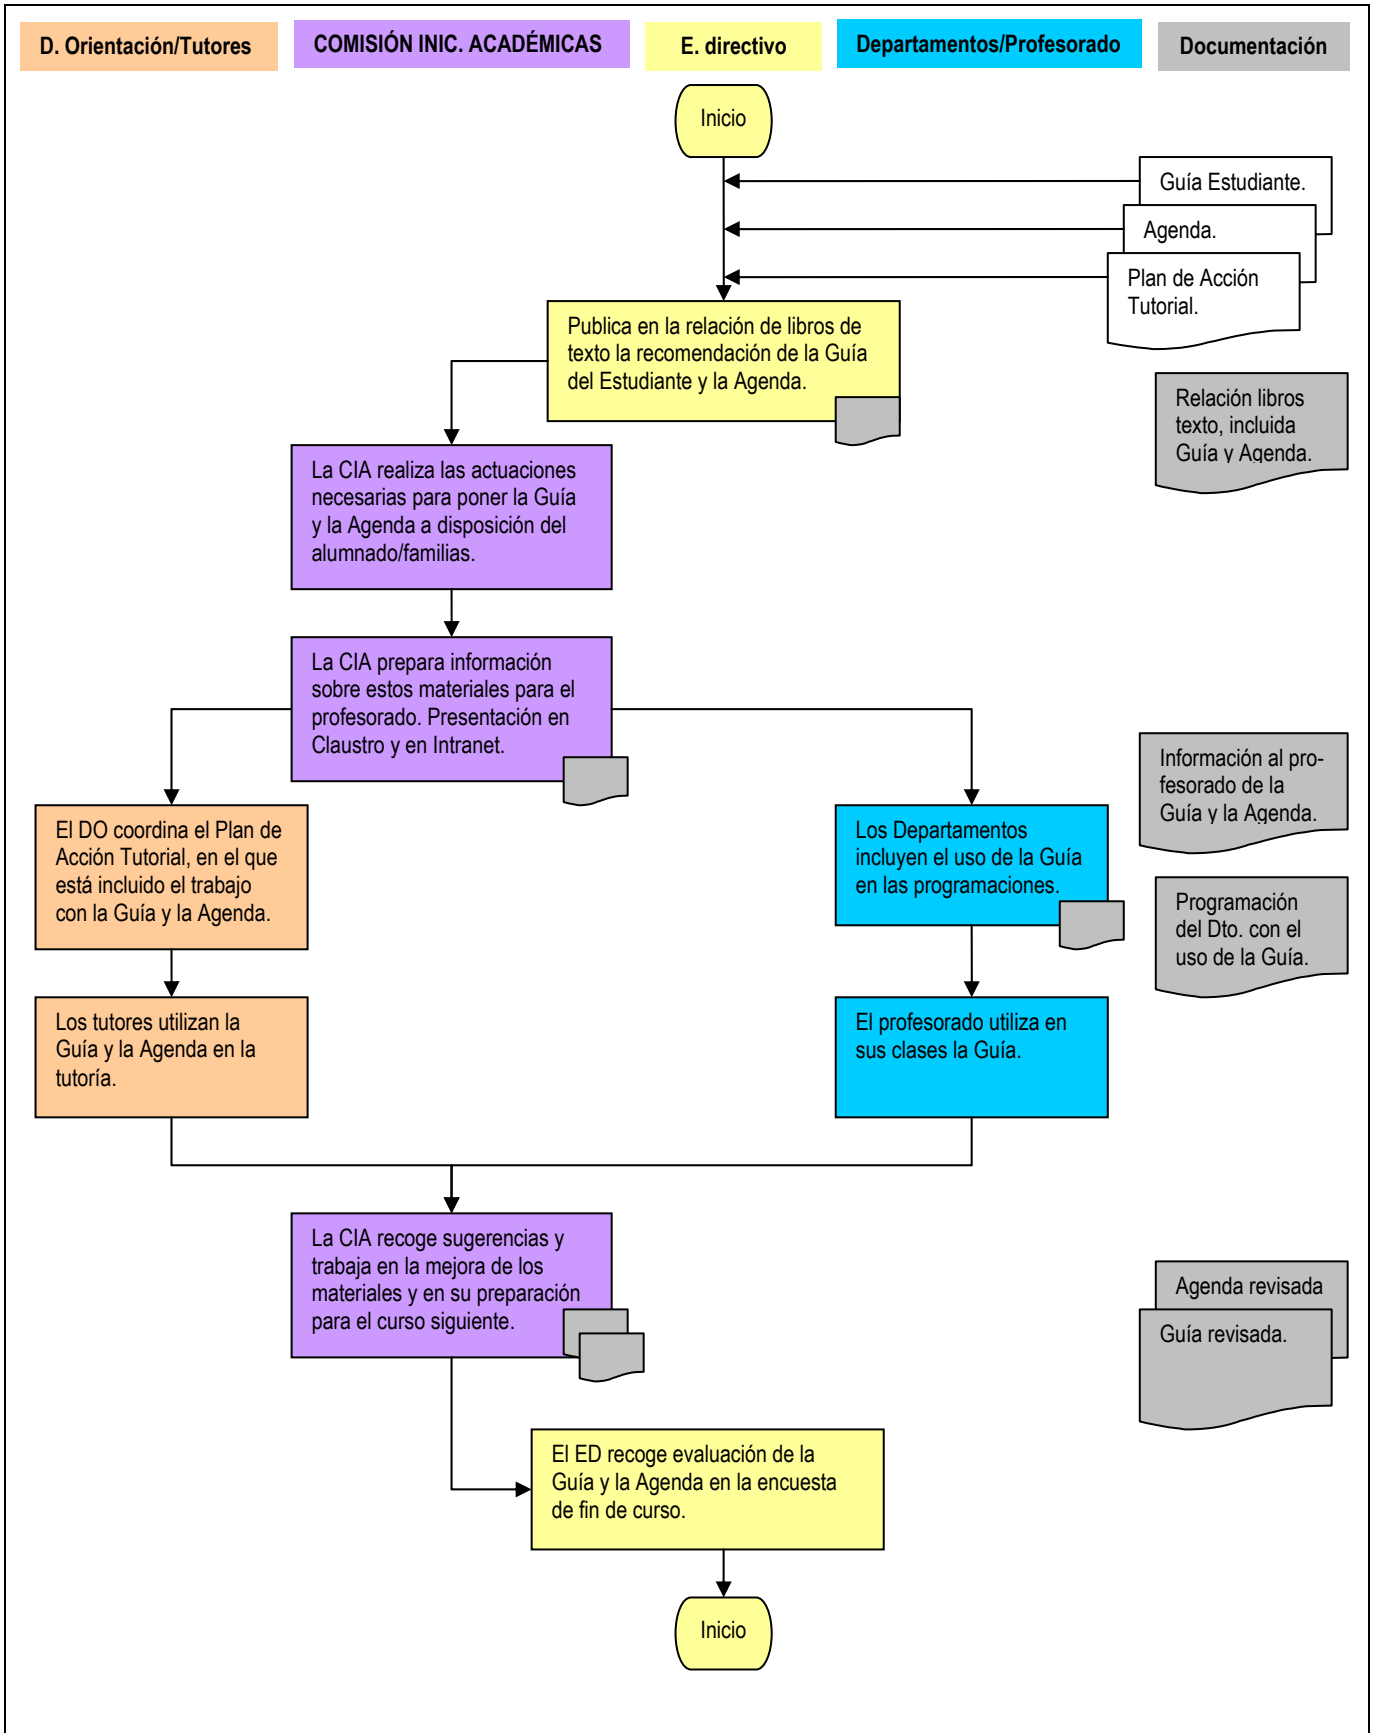 D. Orientación/Tutores
COMISIÓN INIC. ACADÉMICAS
E. directivo
Departamentos/Profesorado
Documentación
Inicio
Guía Estudiante.
Agenda.
Plan de Acción
Tutorial.
Publica en la relación de libros de
texto la recomendación de la Guía
del Estudiante y la Agenda.
Relación libros
texto, incluida
Guía y Agenda.
La CIA realiza las actuaciones
necesarias para poner la Guía
y la Agenda a disposición del
alumnado/familias.
La CIA prepara información
sobre estos materiales para el
profesorado. Presentación en
Claustro y en Intranet.
Información al pro-
fesorado de la
Guía y la Agenda.
El DO coordina el Plan de
Acción Tutorial, en el que
está incluido el trabajo
con la Guía y la Agenda.
Los Departamentos
incluyen el uso de la Guía
en las programaciones.
Programación
del Dto. con el
uso de la Guía.
Los tutores utilizan la
Guía y la Agenda en la
tutoría.
El profesorado utiliza en
sus clases la Guía.
La CIA recoge sugerencias y
trabaja en la mejora de los
materiales y en su preparación
para el curso siguiente.
Agenda revisada
Guía revisada.
El ED recoge evaluación de la
Guía y la Agenda en la encuesta
de fin de curso.
Inicio